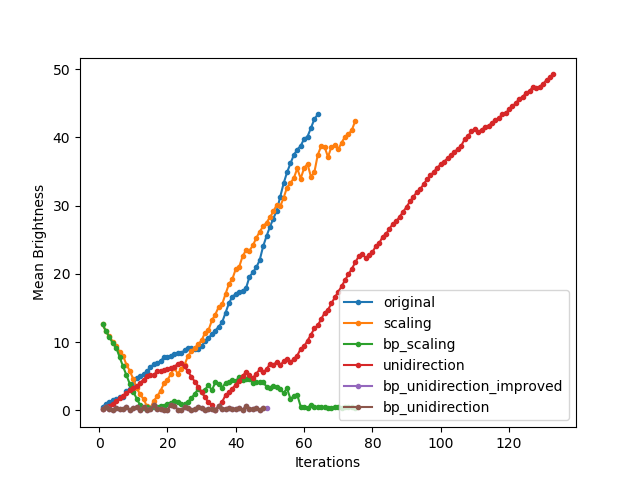 50
40
30
20
10
0
Mean Brightness
original
scaling
bp_scaling
unidirection
bp_unidirection_improved
bp_unidirection
0 20 40 60 80 100 120
Iterations